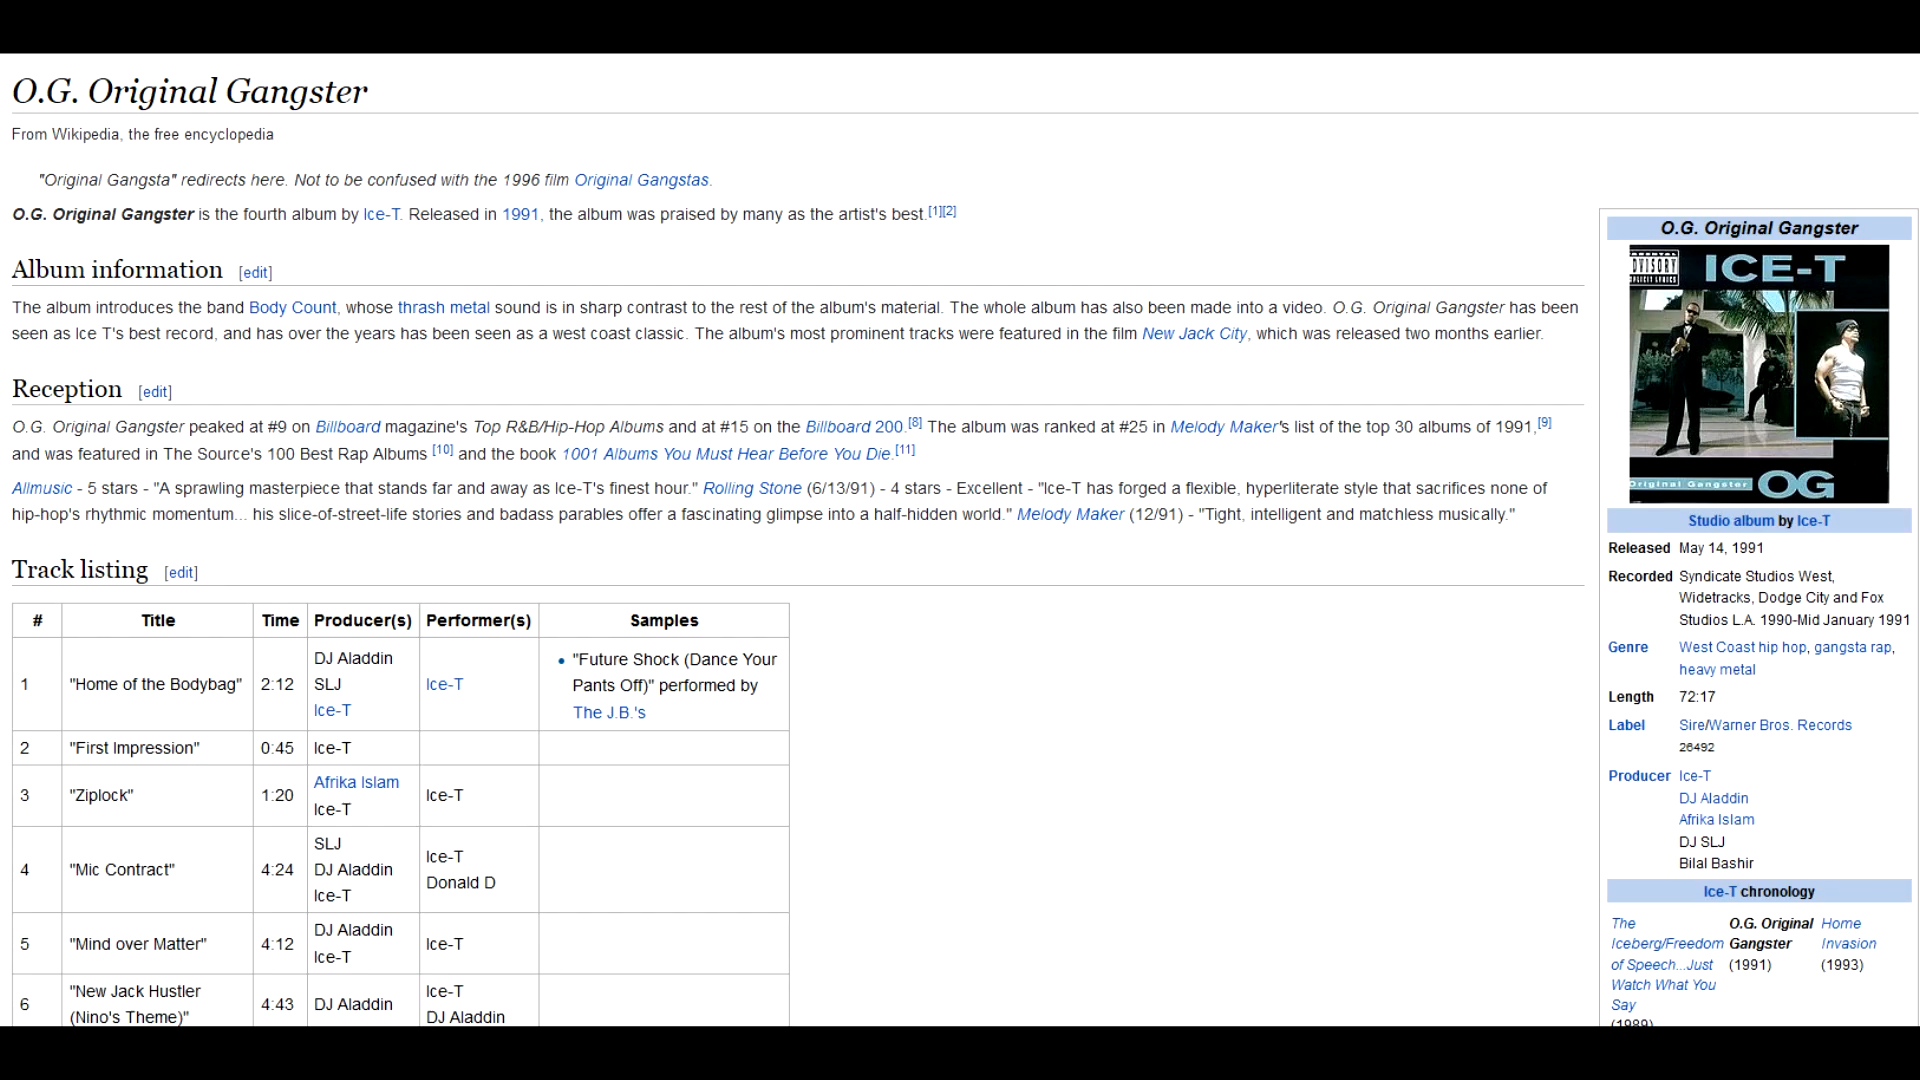 O.G. Original Gangster
From Wikipedia, the free encyclopedia
"Original Gangsta" redirects here. Not to be confused with the 1996 film Original Gangstas.
O.G. Original Gangster is the fourth album by Ice-T. Released in 1991, the album was praised by many as the artist's best.[1][2]
Album information [edit]
The album introduces the band Body Count, whose thrash metal sound is in sharp contrast to the rest of the album's material. The whole album has also been made into a video. O.G. Original Gangster has been
seen as Ice T's best record, and has over the years has been seen as a west coast classic. The album's most prominent tracks were featured in the film New Jack City, which was released two months earlier.
Reception [edit]
O.G. Original Gangster peaked at #9 on Billboard magazine's Top R&B/Hip-Hop Albums and at #15 on the Billboard 200.[8] The album was ranked at #25 in Melody Maker's list of the top 30 albums of 1991,[9]
and was featured in The Source's 100 Best Rap Albums [10] and the book 1001 Albums You Must Hear Before You Die.[11]
Allmusic - 5 stars - "A sprawling masterpiece that stands far and away as Ice-T's finest hour." Rolling Stone (6/13/91) - 4 stars - Excellent - "Ice-T has forged a flexible, hyperliterate style that sacrifices none of
hip-hop's rhythmic momentum... his slice-of-street-life stories and badass parables offer a fascinating glimpse into a half-hidden world." Melody Maker (12/91) - "Tight, intelligent and matchless musically."
Track listing [edit]
# Title Time Producer(s) Performer(s) Samples
1 "Home of the Bodybag" 2:12
DJ Aladdin
SLJ
Ice-T
Ice-T
• "Future Shock (Dance Your
Pants Off)" performed by
The J.B.'s
2 "First Impression" 0:45 Ice-T
3 "Ziplock" 1:20
Afrika Islam
Ice-T
Ice-T
4 "Mic Contract" 4:24
SLJ
DJ Aladdin
Ice-T
Ice-T
Donald D
5 "Mind over Matter" 4:12
DJ Aladdin
Ice-T
Ice-T
6
"New Jack Hustler
(Nino's Theme)"
4:43 DJ Aladdin
Ice-T
DJ Aladdin
O.G. Original Gangster
ADVISORY
EXPLICIT LYRICS
ICE-T
Original Gangster OG
Studio album by Ice-T
Released May 14, 1991
Recorded Syndicate Studios West,
Widetracks, Dodge City and Fox
Studios L.A. 1990-Mid January 1991
Genre West Coast hip hop, gangsta rap,
heavy metal
Length 72:17
Label Sire/Warner Bros. Records
26492
Producer Ice-T
DJ Aladdin
Afrika Islam
DJ SLJ
Bilal Bashir
Ice-T chronology
The
Iceberg/Freedom
of Speech...Just
Watch What You
Say
(1989)
O.G. Original
Gangster
(1991)
Home
Invasion
(1993)